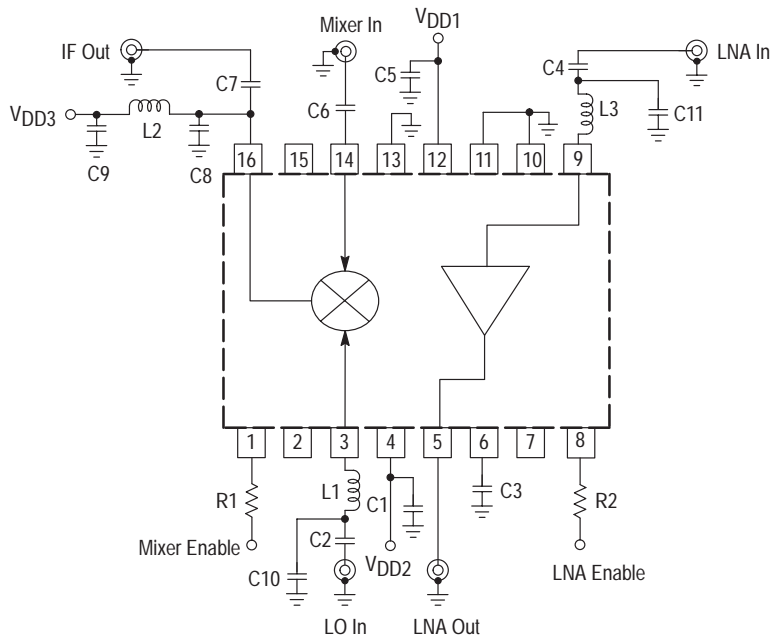 Mixer In
VDD1
IF Out
LNA In
C7
C5
C4
C6
L3
C11
VDD3
L2
C9
C8
16
15
14
13
12
11
10
9
1
2
3
4
5
6
7
8
R1
L1
C1
C3
R2
C2
Mixer Enable
VDD2
LNA Enable
C10
LO In
LNA Out